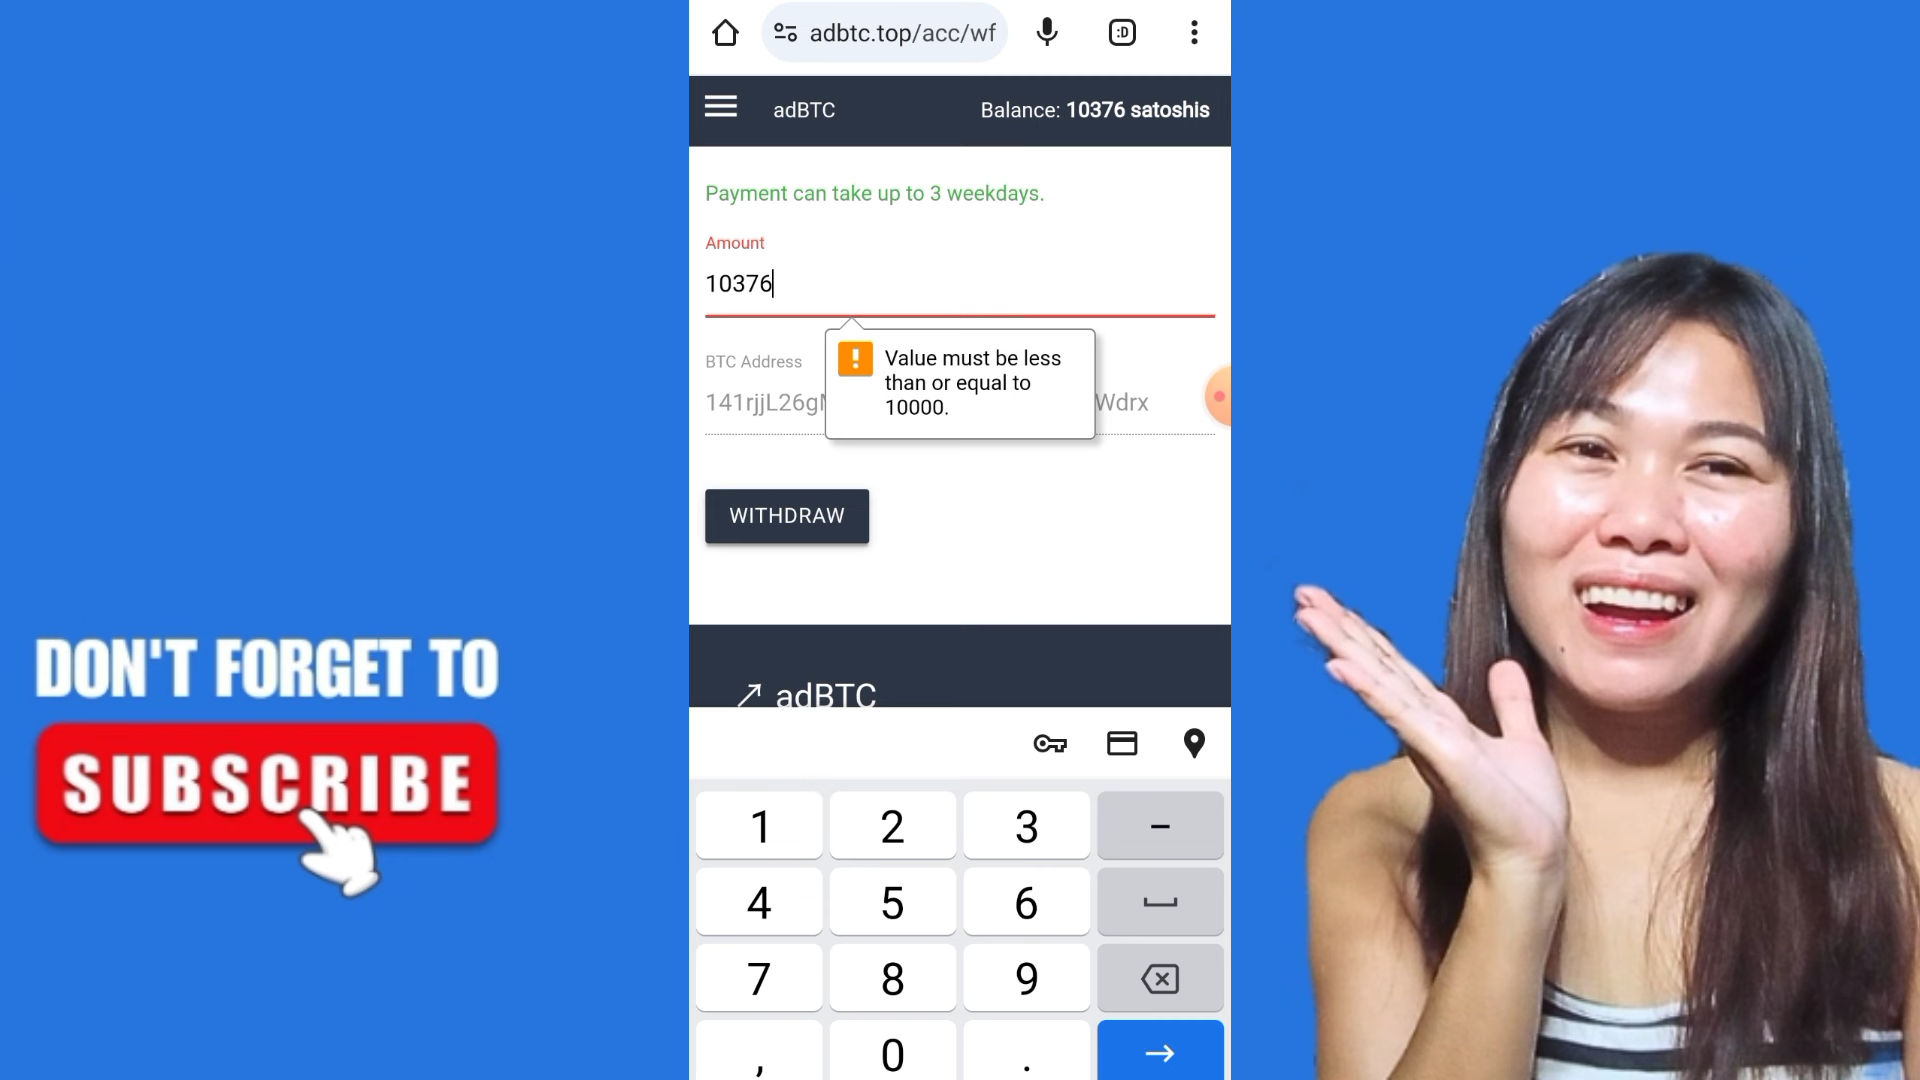 adbtc.top/acc/wf
:D
adBTC
Balance: 10376 satoshis
Payment can take up to 3 weekdays.
Amount
10376
Value must be less
than or equal to
10000.
BTC Address
Wdrx
WITHDRAW
adBTC
DON'T FORGET TO
SUBSCRIBE
1 2 3 –
4 5 6
7 8 9
, 0 .